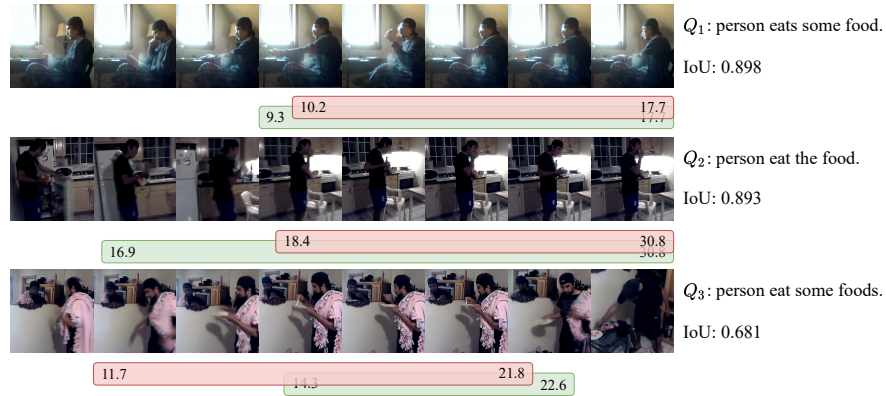 Q1: person eats some food.
IoU: 0.898
10.2 17.7
9.3 17.7
Q2: person eat the food.
IoU: 0.893
18.4 30.8
16.9 30.8
Q3: person eat some foods.
IoU: 0.681
11.7 21.8
14.3 22.6